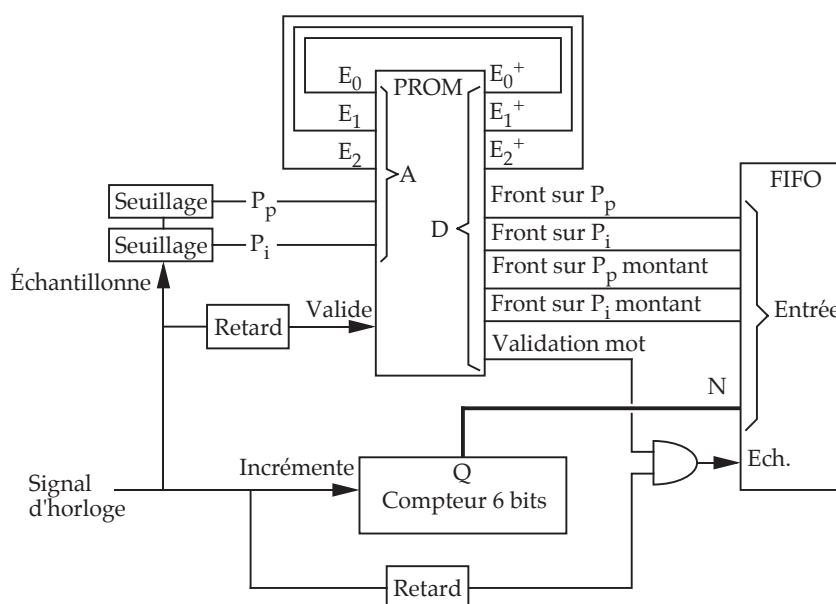 E0
E0+
PROM
E1
E1+
E2
E2+
A
FIFO
Seuillage
Pp
Front sur Pp
D
Seuillage
Pi
Front sur Pi
Échantillonne
Front sur Pp montant
Valide
Front sur Pi montant
Entrée
Retard
Validation mot
N
Incrémente
Q
Ech.
Signal
d'horloge
Compteur 6 bits
Retard